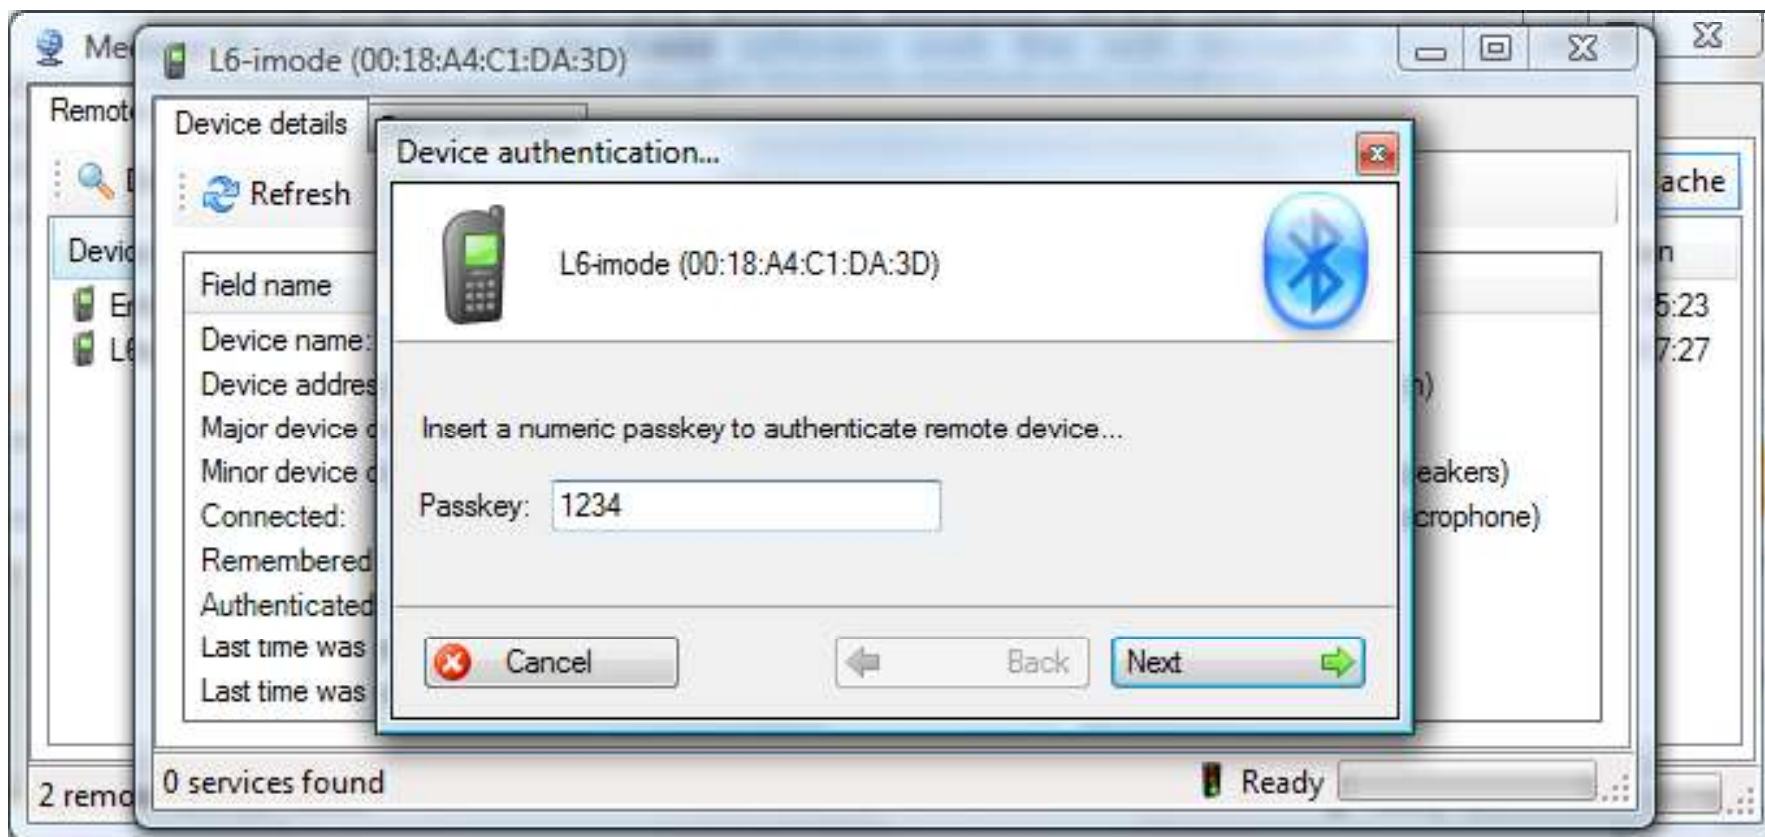 L6-imode (00:18:A4:C1:DA:3D)
Device details
Refresh
Device authentication...
L6-imode (00:18:A4:C1:DA:3D)
Insert a numeric passkey to authenticate remote device...
Passkey: 1234
Cancel
Back
Next
Field name
Device name:
Device addres
Major device
Minor device
Connected:
Remembered
Authenticated
Last time was
Last time was
eakers)
crophone)
0 services found
Ready
Me
Remot
ache
Devic
n
5:23
L6
7:27
2 remo